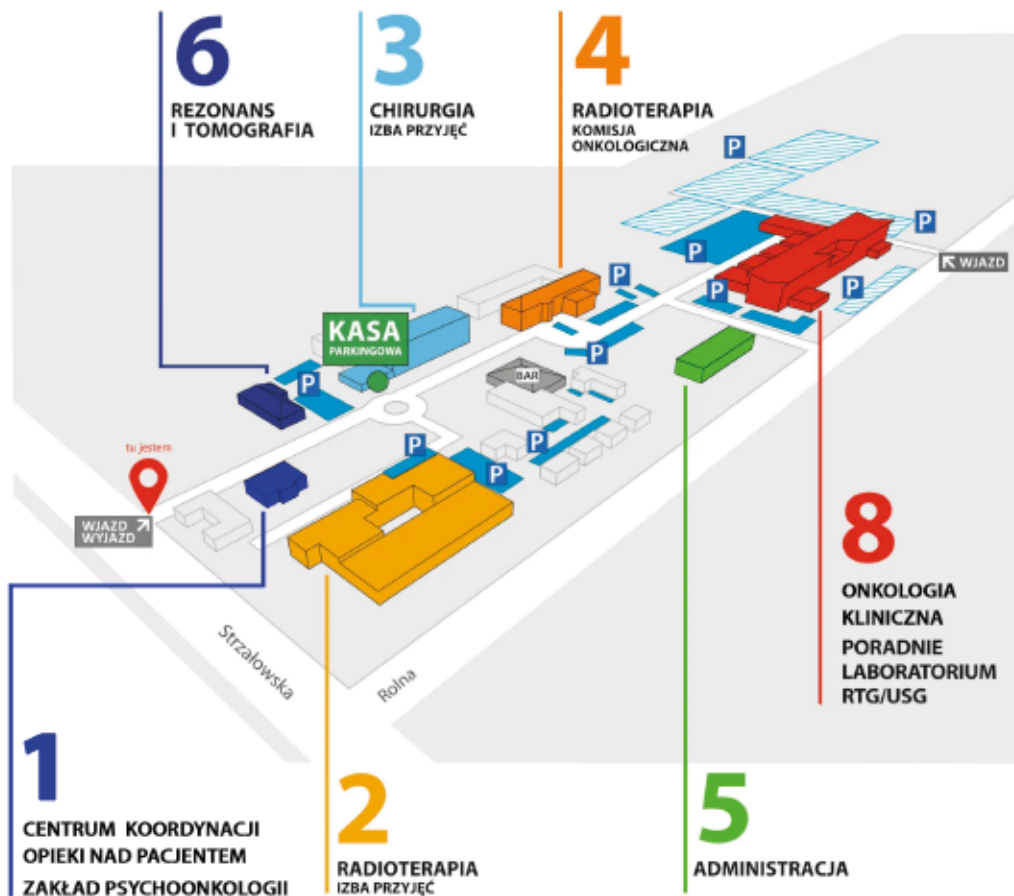 6
REZONANS
I TOMOGRAFIA
3
CHIRURGIA
IZBA PRZYJĘĆ
4
RADIOTERAPIA
KOMISJA
ONKOLOGICZNA
P
P
P
WJAZD
P
P
P
KASA
PARKINGOWA
P
BAR
P
P
P
P
tu jestem
WJAZD
WYJAZD
8
ONKOLOGIA
KLINICZNA
PORADNIE
LABORATORIUM
RTG/USG
Strzałowska
Rolna
1
CENTRUM KOORDYNACJI
OPIEKI NAD PACJENTEM
ZAKŁAD PSYCHOONKOLOGII
2
RADIOTERAPIA
IZBA PRZYJĘĆ
5
ADMINISTRACJA